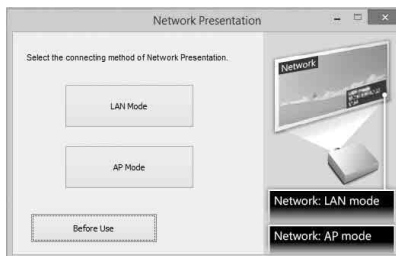 Network Presentation
Select the connecting method of Network Presentation.
LAN Mode
AP Mode
Before Use
Network
Network: LAN mode
Network: AP mode